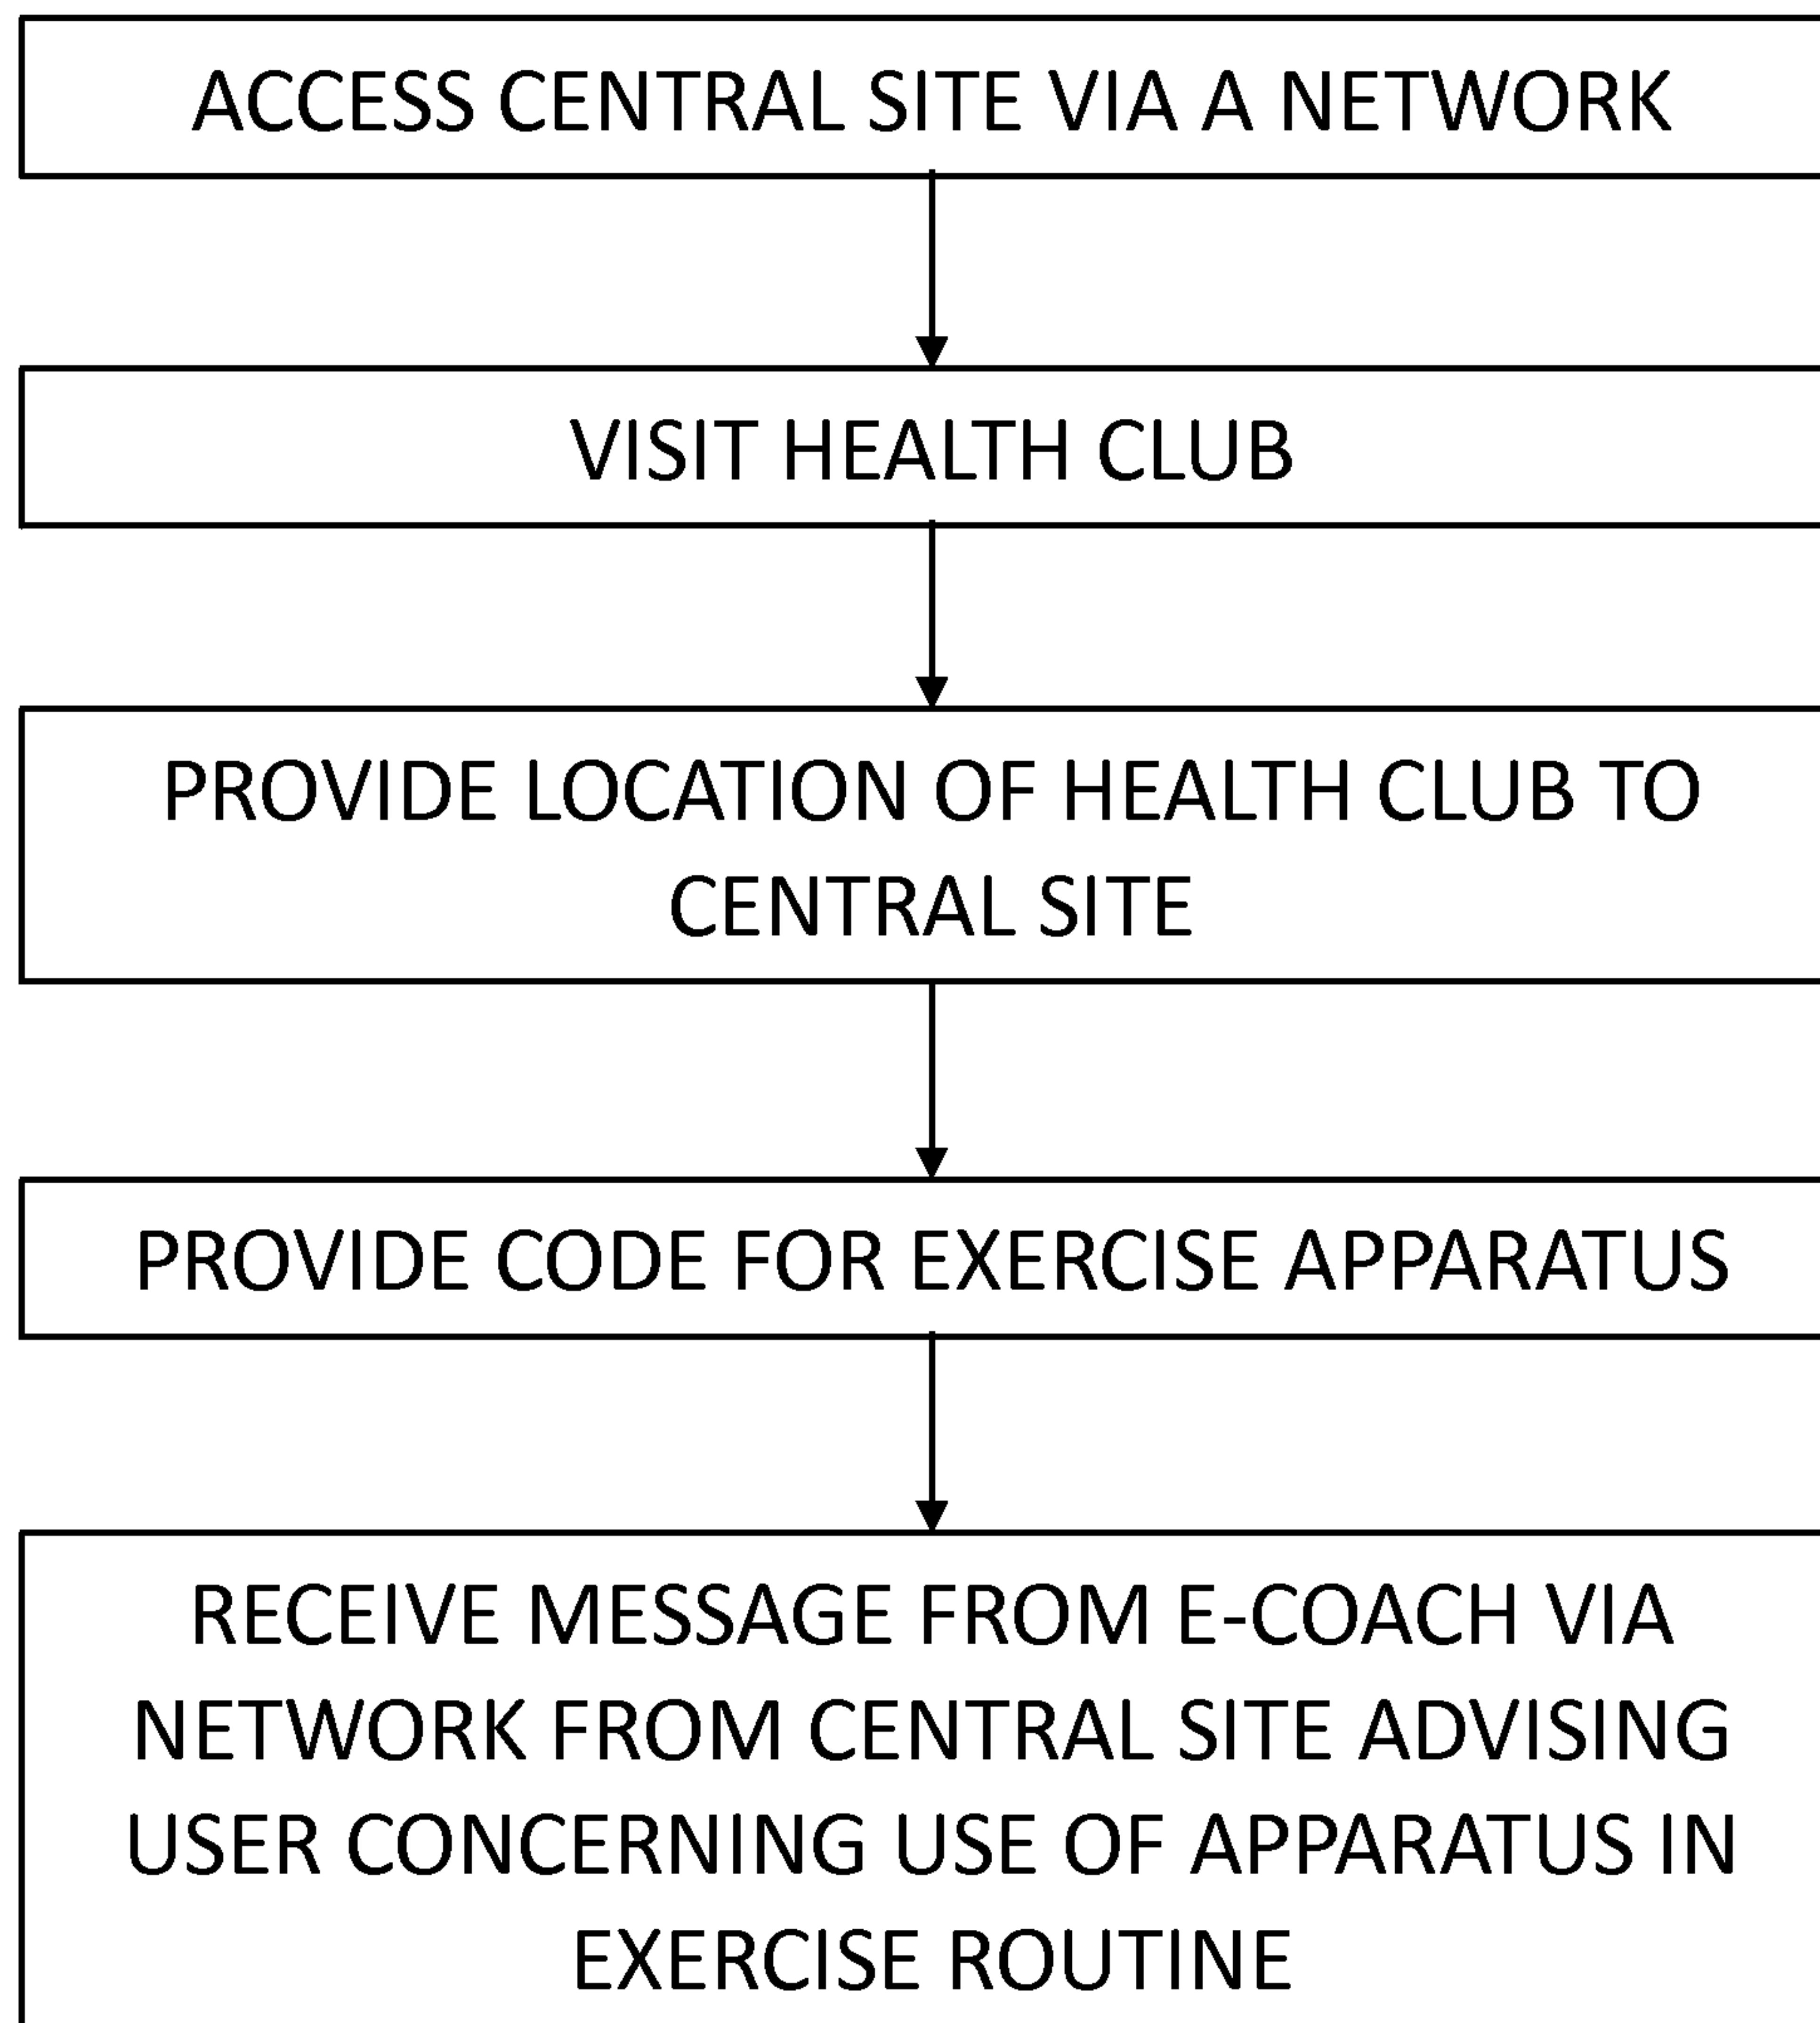 ACCESS CENTRAL SITE VIA A NETWORK
VISIT HEALTH CLUB
PROVIDE LOCATION OF HEALTH CLUB TO
CENTRAL SITE
PROVIDE CODE FOR EXERCISE APPARATUS
RECEIVE MESSAGE FROM E-COACH VIA
NETWORK FROM CENTRAL SITE ADVISING
USER CONCERNING USE OF APPARATUS IN
EXERCISE ROUTINE